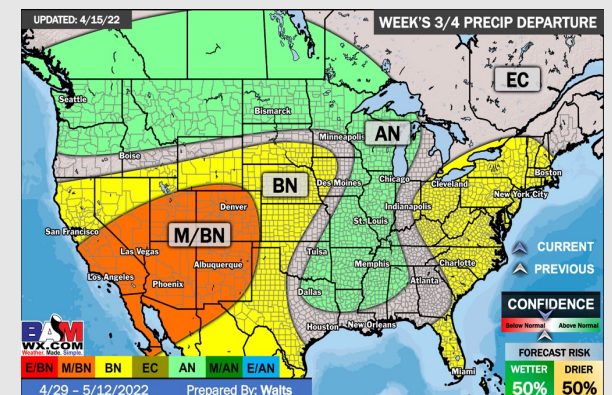 UPDATED: 4/15/22
WEEK'S 3/4 PRECIP DEPARTURE
EC
Seattle
Bismarck
Minneapolis
AN
Boise
BN
Des Moines
Chicago
Cleveland
Boston
New York City
Denver
Indianapolis
St. Louis
San Francisco
M/BN
Las Vegas
Tulsa
CURRENT
Albuquerque
Memphis
Charlotte
PREVIOUS
Los Angeles
Phoenix
Dallas
Atlanta
CONFIDENCE
Below Normal
Above Normal
Houston
New Orleans
BAM
WX.COM
Weather. Made. Simple.
FORECAST RISK
E/BN M/BN BN EC AN M/AN E/AN
Miami
WETTER DRIER
50% 50%
4/29 - 5/12/2022 Prepared By: Walts